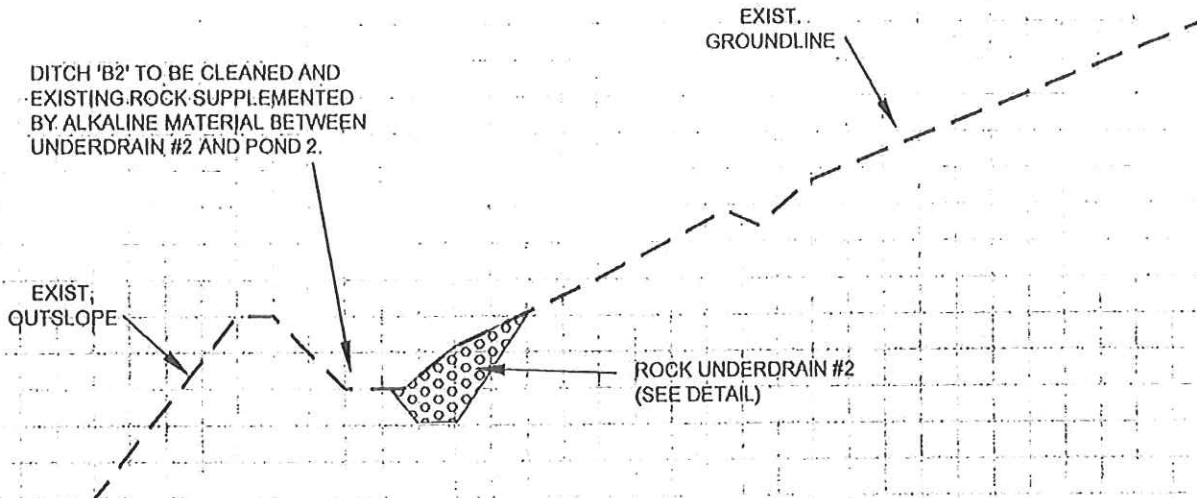 EXIST.
GROUNDLINE
DITCH 'B2' TO BE CLEANED AND
EXISTING ROCK SUPPLEMENTED
BY ALKALINE MATERIAL BETWEEN
UNDERDRAIN #2 AND POND 2.
EXIST.
OUTSLOPE
ROCK UNDERDRAIN #2
(SEE DETAIL)